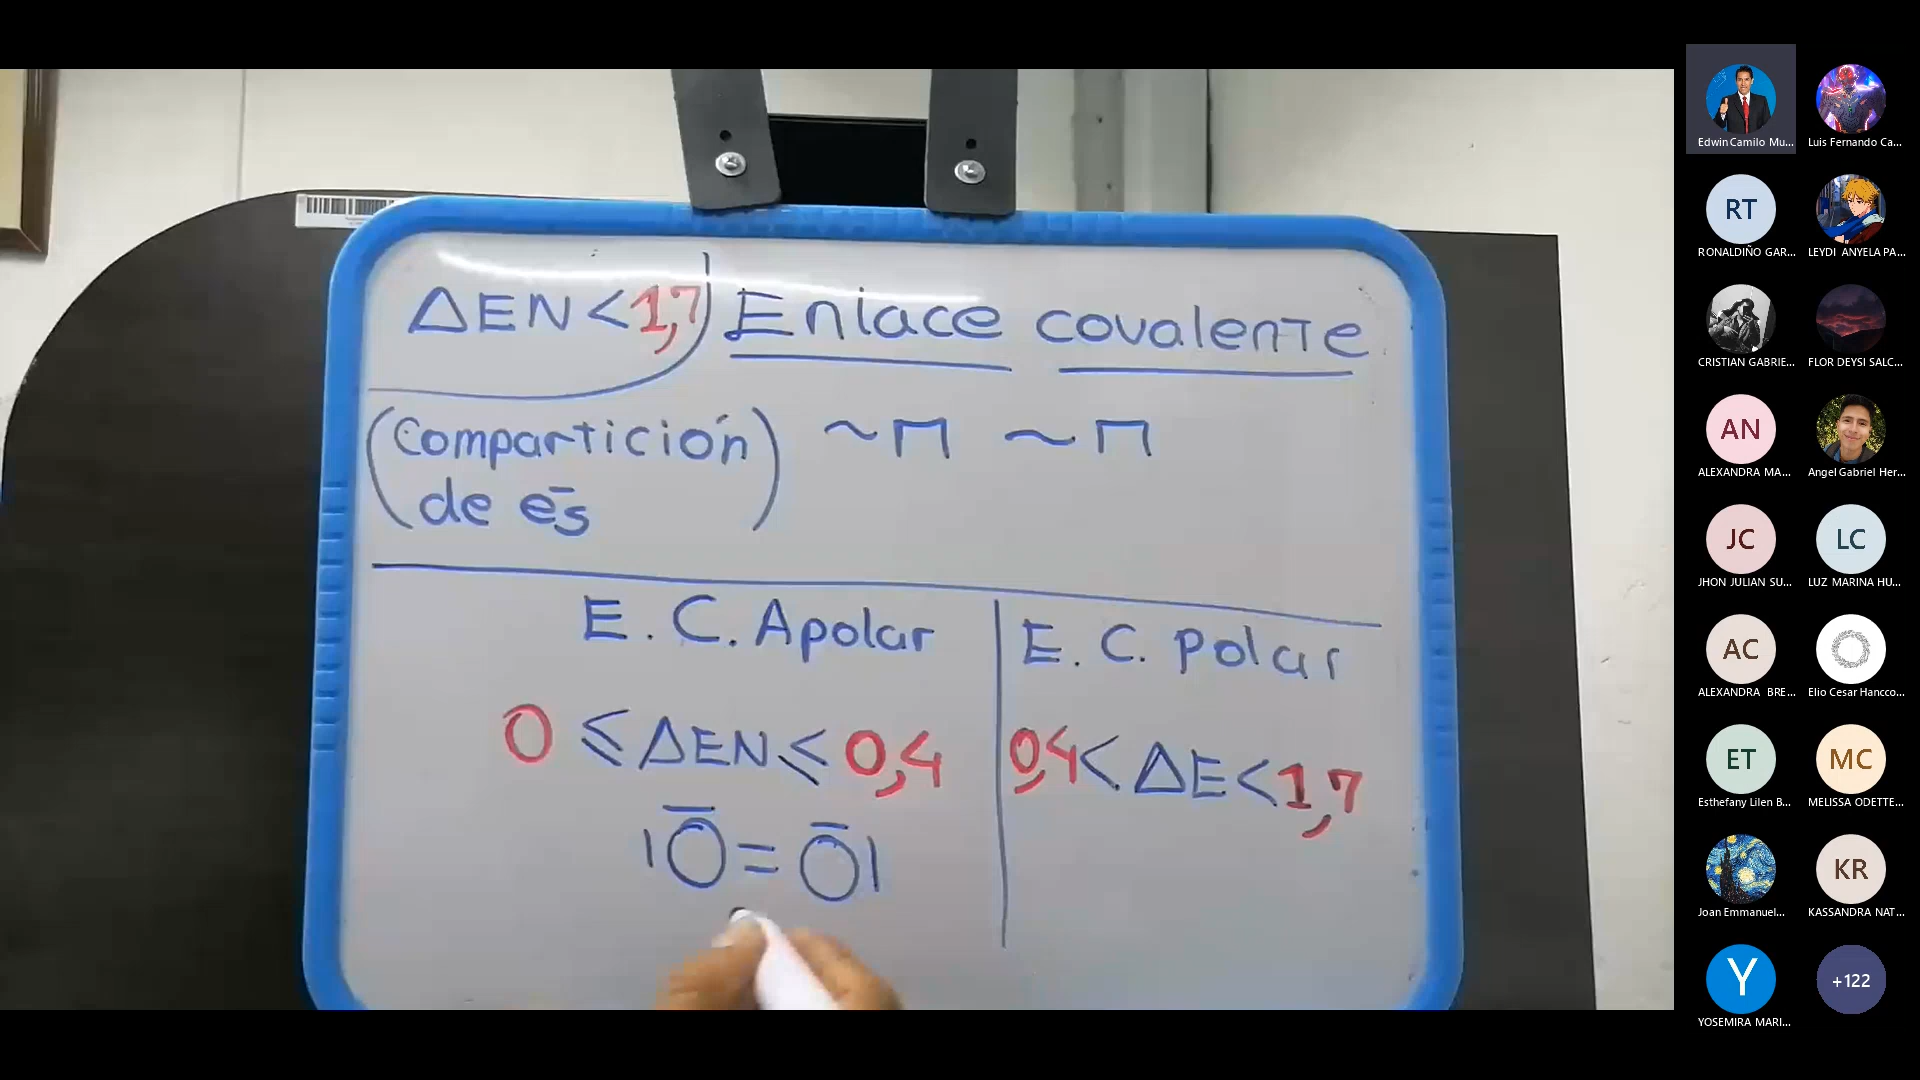 ΔEN < 1,7 Enlace covalente
(Compartición ~П ~П
de e̅s)
E. C. Apolar
0 ≤ ΔEN ≤ 0,4
|O̅ = O̅|
E. C. Polar
0,4 < ΔE < 1,7
Edwin Camilo Mu...
Luis Fernando Ca...
RT
RONALDIÑO GAR...
LEYDI ANYELA PA...
CRISTIAN GABRIE...
FLOR DEYSI SALC...
AN
ALEXANDRA MA...
Angel Gabriel Her...
JC
JHON JULIAN SU...
LC
LUZ MARINA HU...
AC
ALEXANDRA BRE...
Elio Cesar Hancco...
ET
Esthefany Lilen B...
MC
MELISSA ODETTE...
Joan Emmanuel...
KR
KASSANDRA NAT...
Y
YOSEMIRA MARI...
+122